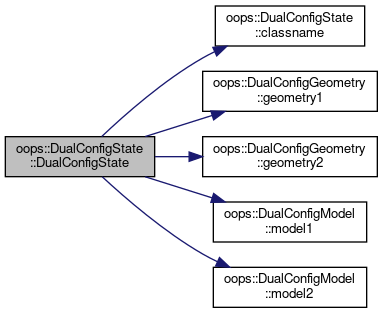 oops::DualConfigState
::classname
oops::DualConfigGeometry
::geometry1
oops::DualConfigState
::DualConfigState
oops::DualConfigGeometry
::geometry2
oops::DualConfigModel
::model1
oops::DualConfigModel
::model2